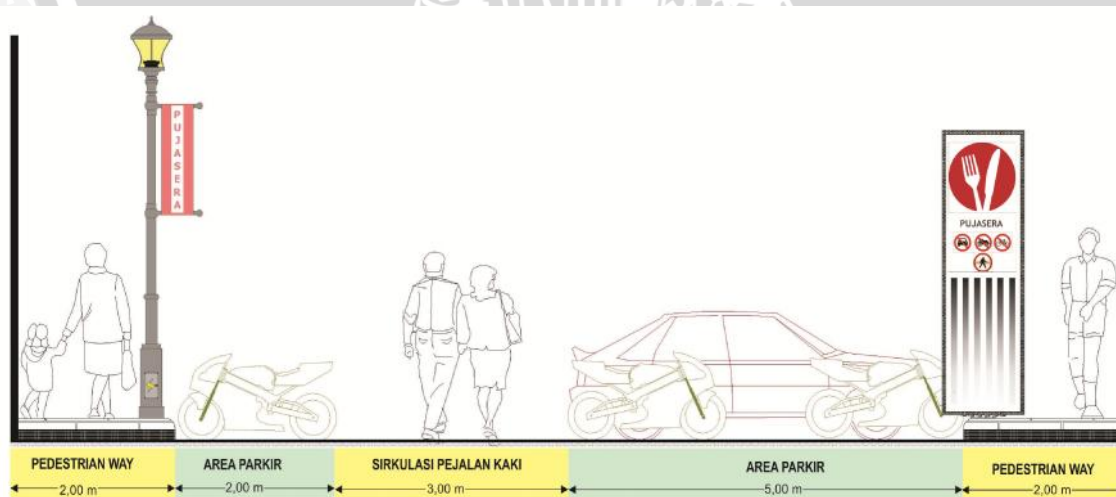 PUJASERA
PUJASERA
PEDESTRIAN WAY
2,00 m
AREA PARKIR
2,00 m
SIRKULASI PEJALAN KAKI
3,00 m
AREA PARKIR
5,00 m
PEDESTRIAN WAY
2,00 m